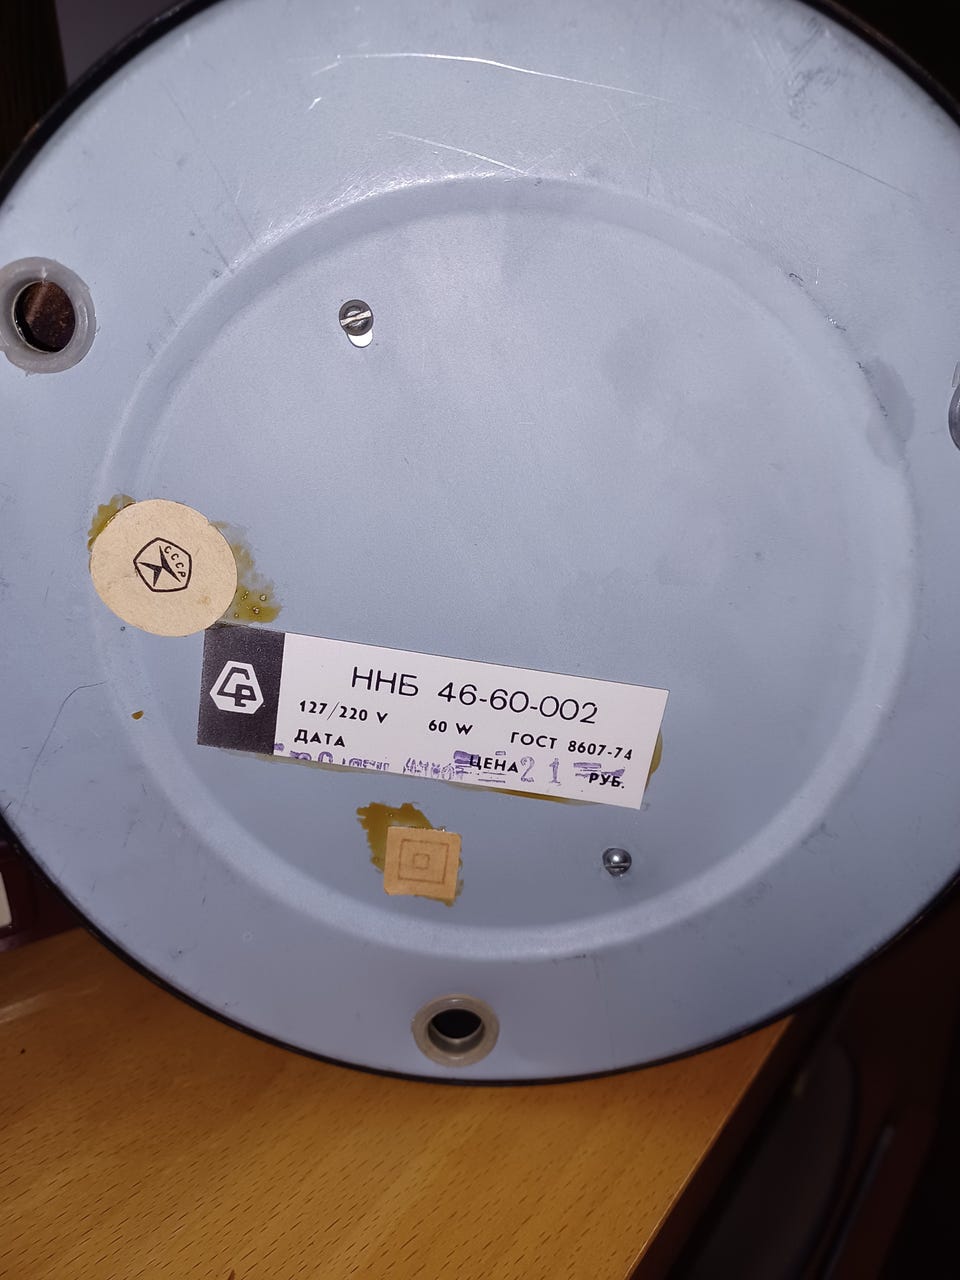 СССР
ННБ 46-60-002
127/220 V 60 W ГОСТ 8607-74
ДАТА ЦЕНА 21 РУБ.